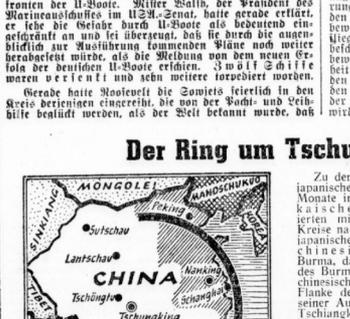 fronten der U-Boote. Mister Walsh, der Präsident des
Marineausschusses im USA.-Senat, hatte gerade erklärt,
er sehe die Gefahr durch U-Boote als bedeutend ein-
geschränkt an und sei überzeugt, daß sie durch die augen-
blicklich zur Ausführung kommenden Pläne noch weiter
herabgesetzt würde, als die Meldung von dem neuen Er-
folg der deutschen U-Boote erschien. Zwölf Schiffe
waren versenkt und zehn weitere torpediert worden.
Gerade hatte Roosevelt die Sowjets feierlich in den
Kreis derjenigen eingereiht, die von der Pacht- und Leih-
hilfe beglückt werden, als der Welt bekannt wurde, daß
Der Ring um Tschu
MONGOLEI
MANDSCHUKUO
SINKIANG
Peking
KOREA
Sutschau
Lantschau
CHINA
Nanking
Schanghai
Tschöngtu
Tschungking
TIBET
Zu der
japanische
Monate i
kaische
ierten mi
Kreise na
japanische
chinesi
Burma, da
des Burm
chinesisch
Flanke d
seiner Au
Tschiangk